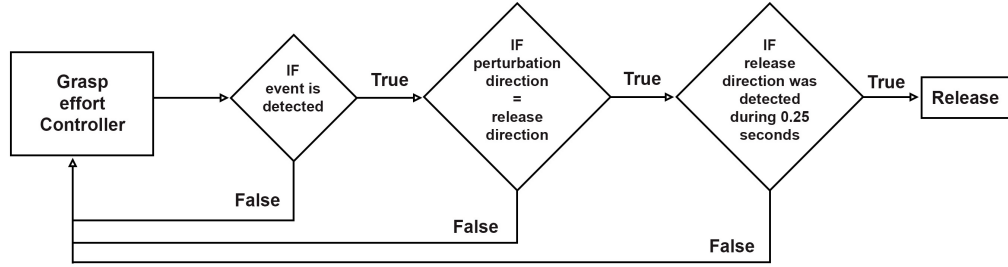 Grasp
effort
Controller
IF
event is
detected
True
False
IF
perturbation
direction
=
release
direction
True
False
IF
release
direction was
detected
during 0.25
seconds
True
False
Release